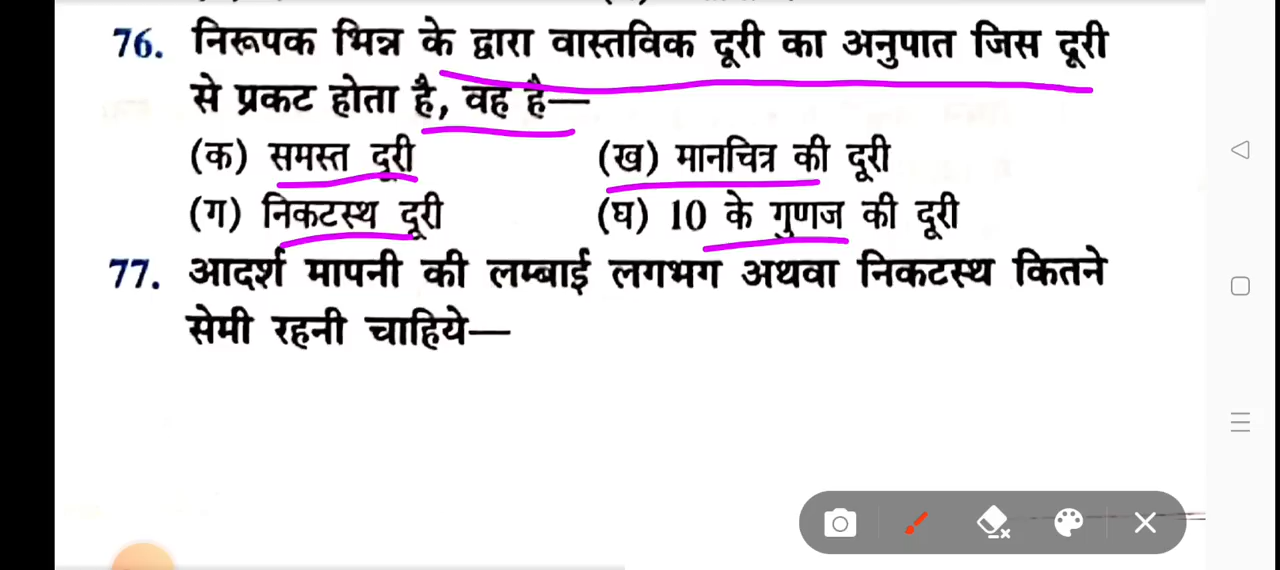 76. निरूपक भिन्न के द्वारा वास्तविक दूरी का अनुपात जिस दूरी
से प्रकट होता है, वह है—
(क) समस्त दूरी (ख) मानचित्र की दूरी
(ग) निकटस्थ दूरी (घ) 10 के गुणज की दूरी
77. आदर्श मापनी की लम्बाई लगभग अथवा निकटस्थ कितने
सेमी रहनी चाहिये—